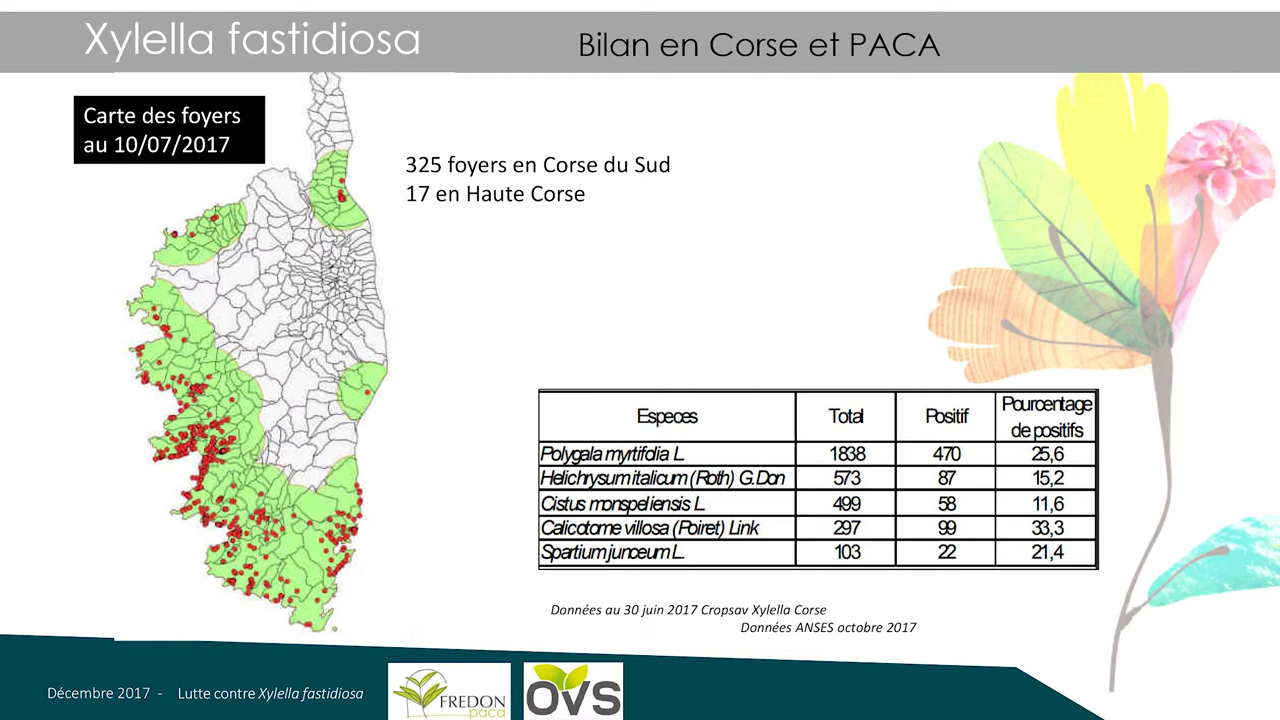 Xylella fastidiosa
Bilan en Corse et PACA
Carte des foyers
au 10/07/2017
325 foyers en Corse du Sud
17 en Haute Corse
Especes Total Positif Pourcentage de positifs
Polygala myrtifolia L. 1838 470 25,6
Helichrysum italicum (Roth) G.Don 573 87 15,2
Cistus monspeliensis L. 499 58 11,6
Calicotome villosa (Poiret) Link 297 99 33,3
Spartium junceum L. 103 22 21,4
Données au 30 juin 2017 Cropsav Xylella Corse
Données ANSES octobre 2017
Décembre 2017 - Lutte contre Xylella fastidiosa
FREDON
paca
OVS